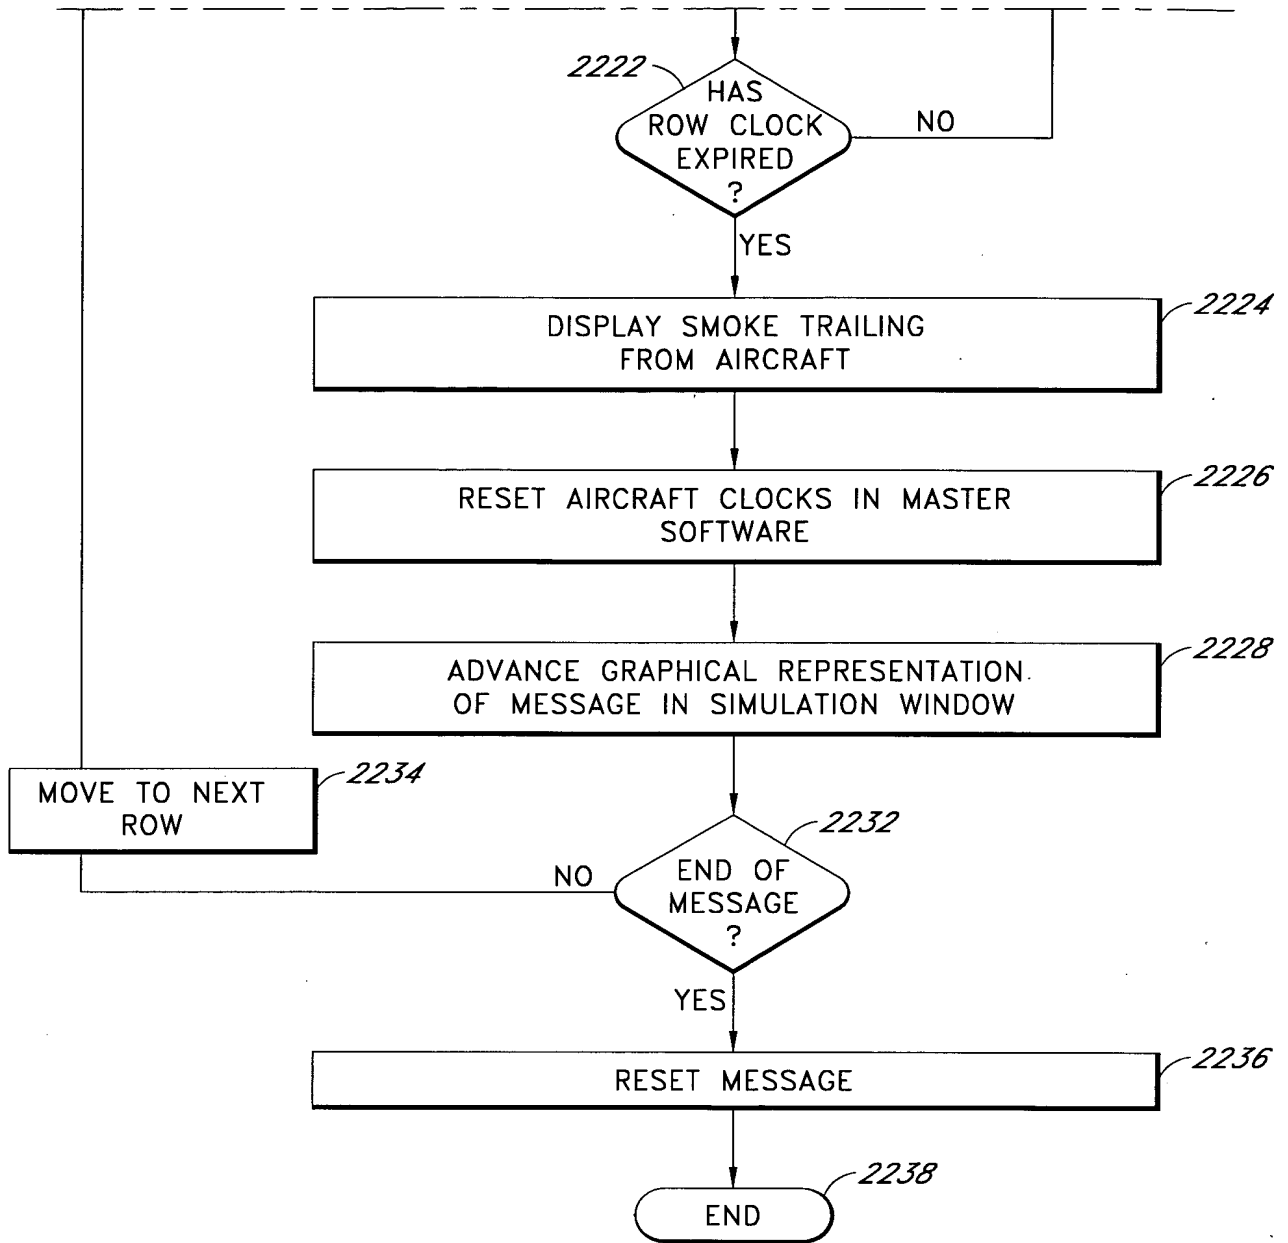 2222
HAS
ROW CLOCK
EXPIRED
?
NO
YES
2224
DISPLAY SMOKE TRAILING
FROM AIRCRAFT
2226
RESET AIRCRAFT CLOCKS IN MASTER
SOFTWARE
2228
ADVANCE GRAPHICAL REPRESENTATION
OF MESSAGE IN SIMULATION WINDOW
2234
MOVE TO NEXT
ROW
2232
END OF
MESSAGE
?
NO
YES
2236
RESET MESSAGE
2238
END